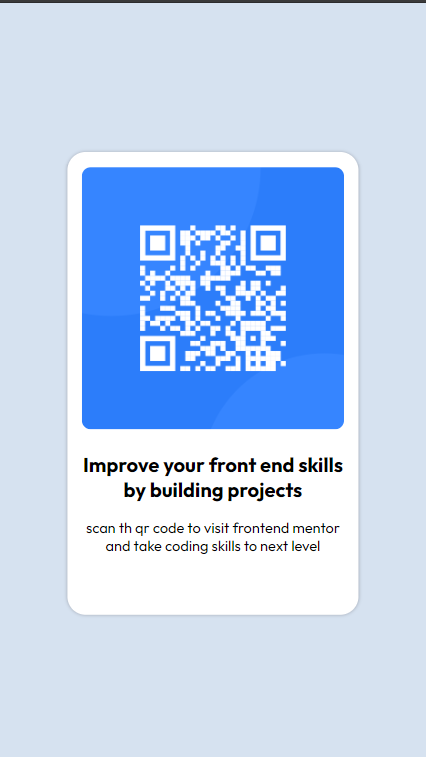 Improve your front end skills
by building projects
scan th qr code to visit frontend mentor
and take coding skills to next level